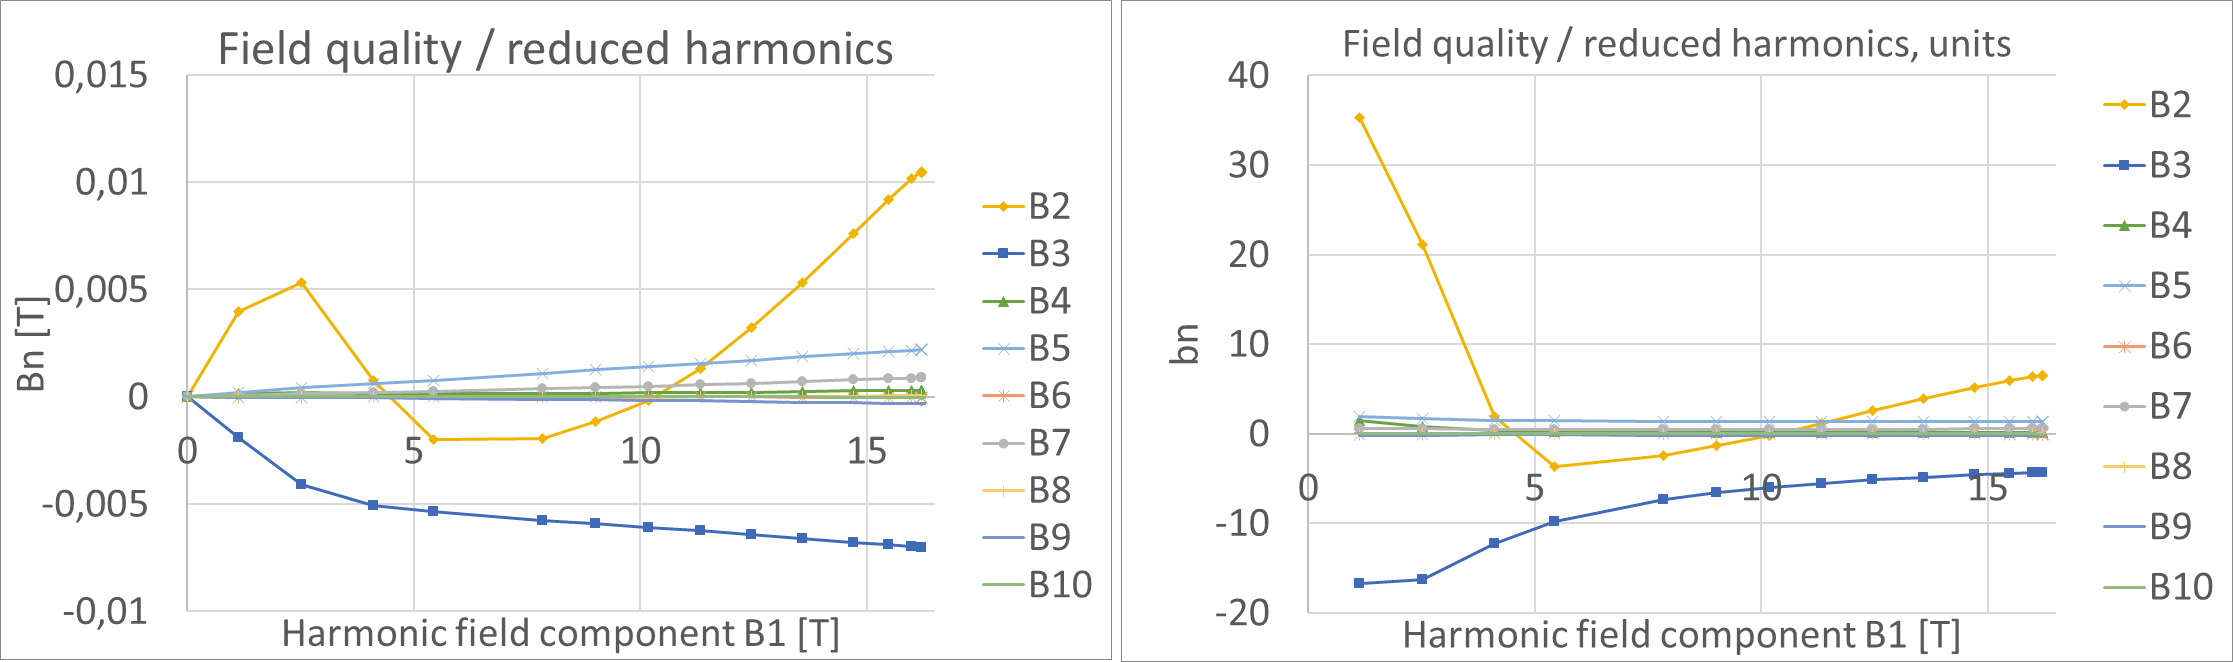 Field quality / reduced harmonics
0,015
0,01
0,005
0
-0,005
-0,01
Bn [T]
0 5 10 15
Harmonic field component B1 [T]
B2
B3
B4
B5
B6
B7
B8
B9
B10
Field quality / reduced harmonics, units
40
30
20
10
0
-10
-20
bn
0 5 10 15
Harmonic field component B1 [T]
B2
B3
B4
B5
B6
B7
B8
B9
B10